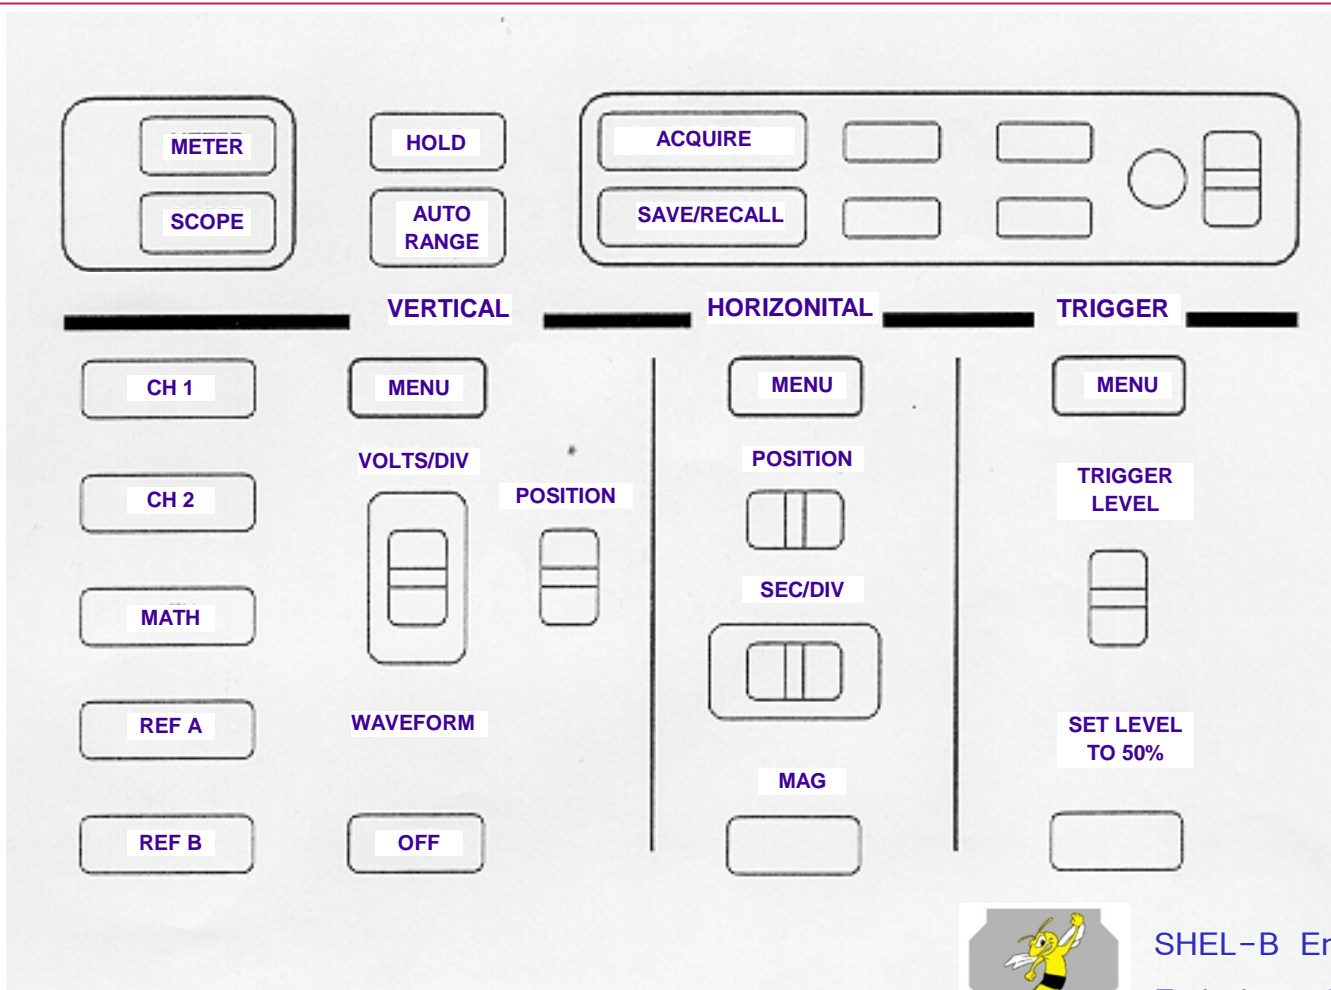 METER
HOLD
ACQUIRE
SCOPE
AUTO
RANGE
SAVE/RECALL
VERTICAL
HORIZONITAL
TRIGGER
CH 1
MENU
MENU
MENU
VOLTS/DIV
POSITION
POSITION
TRIGGER
LEVEL
CH 2
SEC/DIV
MATH
REF A
WAVEFORM
SET LEVEL
TO 50%
MAG
REF B
OFF
SHEL-B